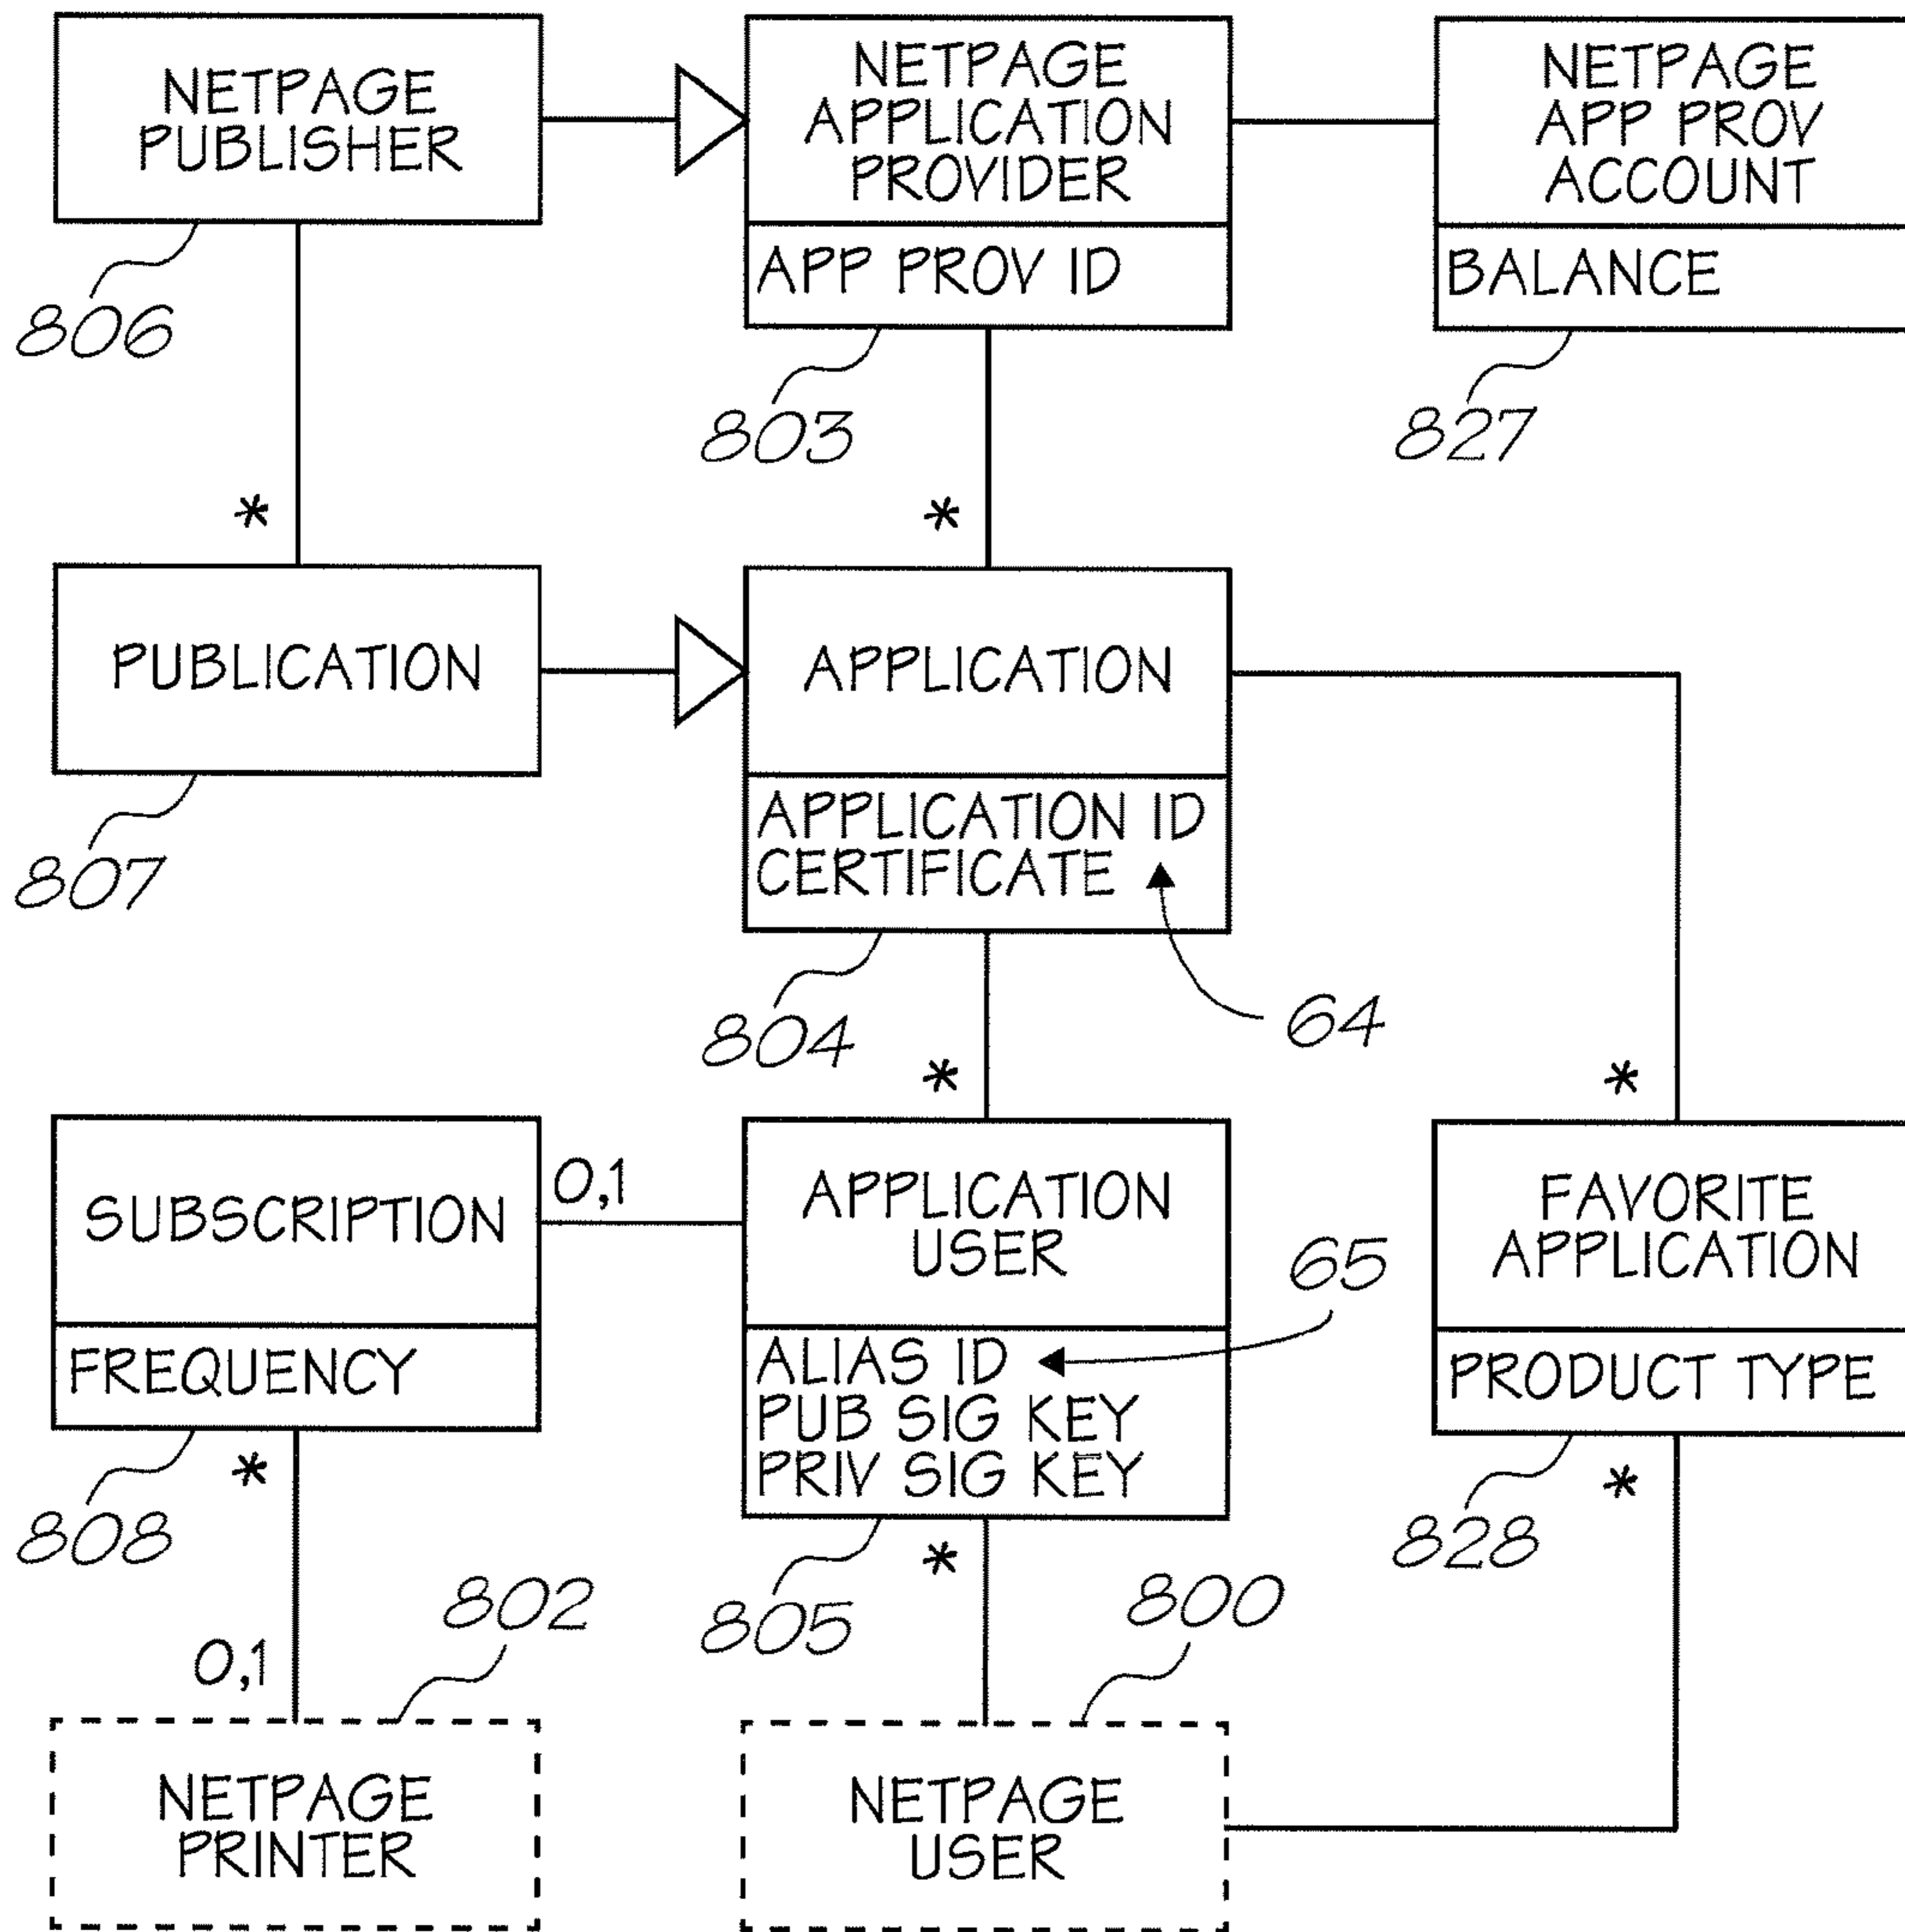 NETPAGE
PUBLISHER
NETPAGE
APPLICATION
PROVIDER
APP PROV ID
NETPAGE
APP PROV
ACCOUNT
BALANCE
806
803
827
*
*
PUBLICATION
APPLICATION
APPLICATION ID
CERTIFICATE
807
804
64
*
*
SUBSCRIPTION
FREQUENCY
0,1
APPLICATION
USER
ALIAS ID
PUB SIG KEY
PRIV SIG KEY
65
FAVORITE
APPLICATION
PRODUCT TYPE
808
*
805
*
828
*
802
800
0,1
NETPAGE
PRINTER
NETPAGE
USER